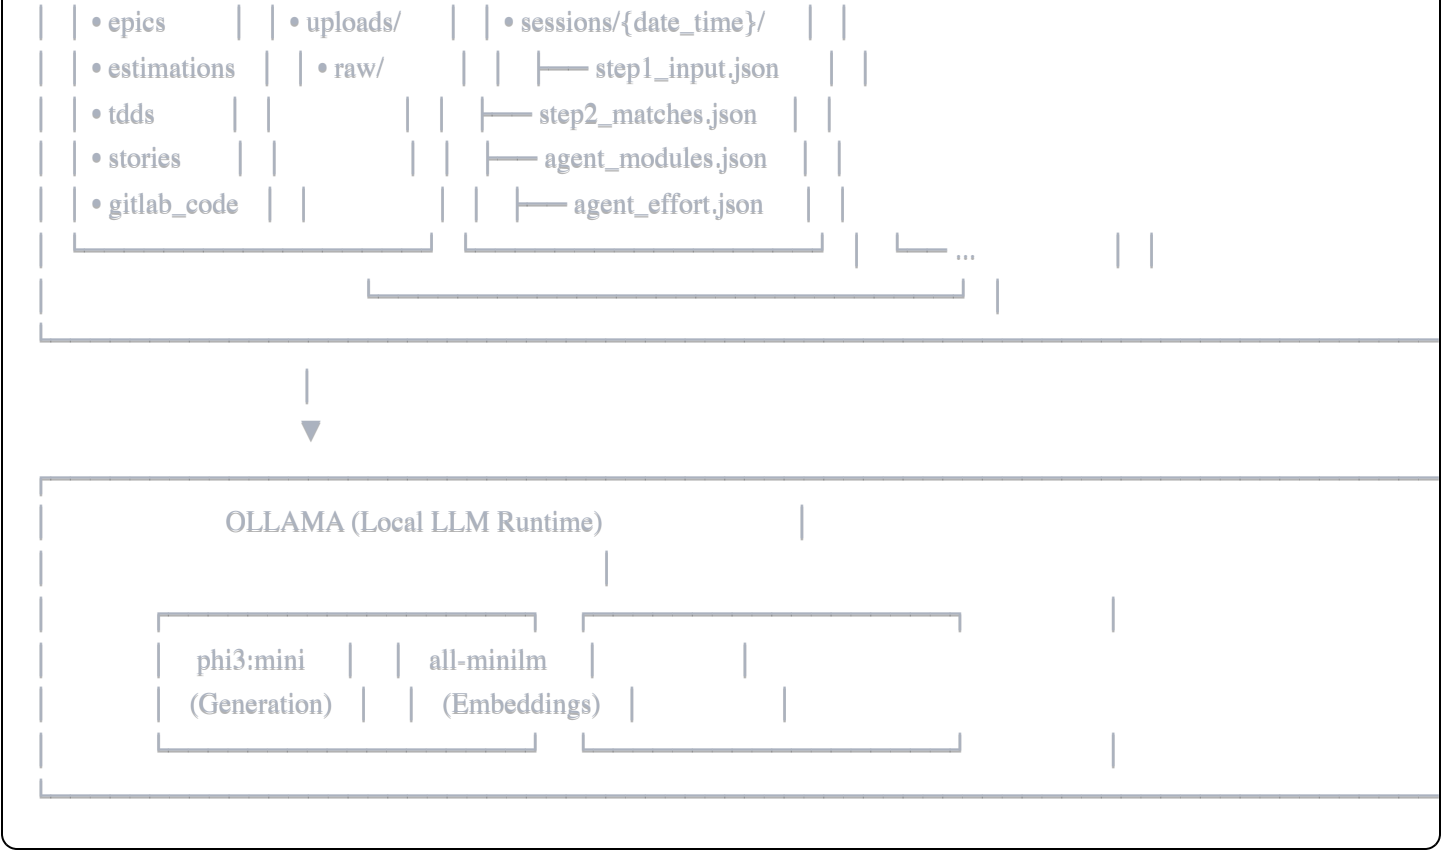 │ │ • epics │ │ • uploads/ │ │ • sessions/{date_time}/ │ │
│ │ • estimations │ │ • raw/ │ │ ├── step1_input.json │ │
│ │ • tdds │ │ │ │ ├── step2_matches.json │ │
│ │ • stories │ │ │ │ ├── agent_modules.json │ │
│ │ • gitlab_code │ │ │ │ ├── agent_effort.json │ │
│ └─────────────────┘ └─────────────────┘ │ └── ... │ │
│ └─────────────────────────────┘ │
└──────────────────────────────────────────────────────────────────────
│
▼
┌──────────────────────────────────────────────────────────────────────
│ OLLAMA (Local LLM Runtime) │
│ │
│ ┌──────────────────┐ ┌──────────────────┐ │
│ │ phi3:mini │ │ all-minilm │ │
│ │ (Generation) │ │ (Embeddings) │ │
│ └──────────────────┘ └──────────────────┘ │
└──────────────────────────────────────────────────────────────────────